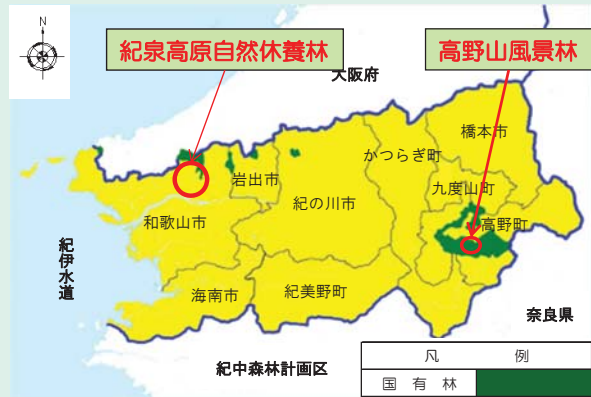 N
紀泉高原自然休養林
高野山風景林
大阪府
橋本市
かつらぎ町
岩出市
九度山町
紀の川市
高野町
和歌山市
紀伊水道
海南市
紀美野町
奈良県
紀中森林計画区
凡 例
国有林